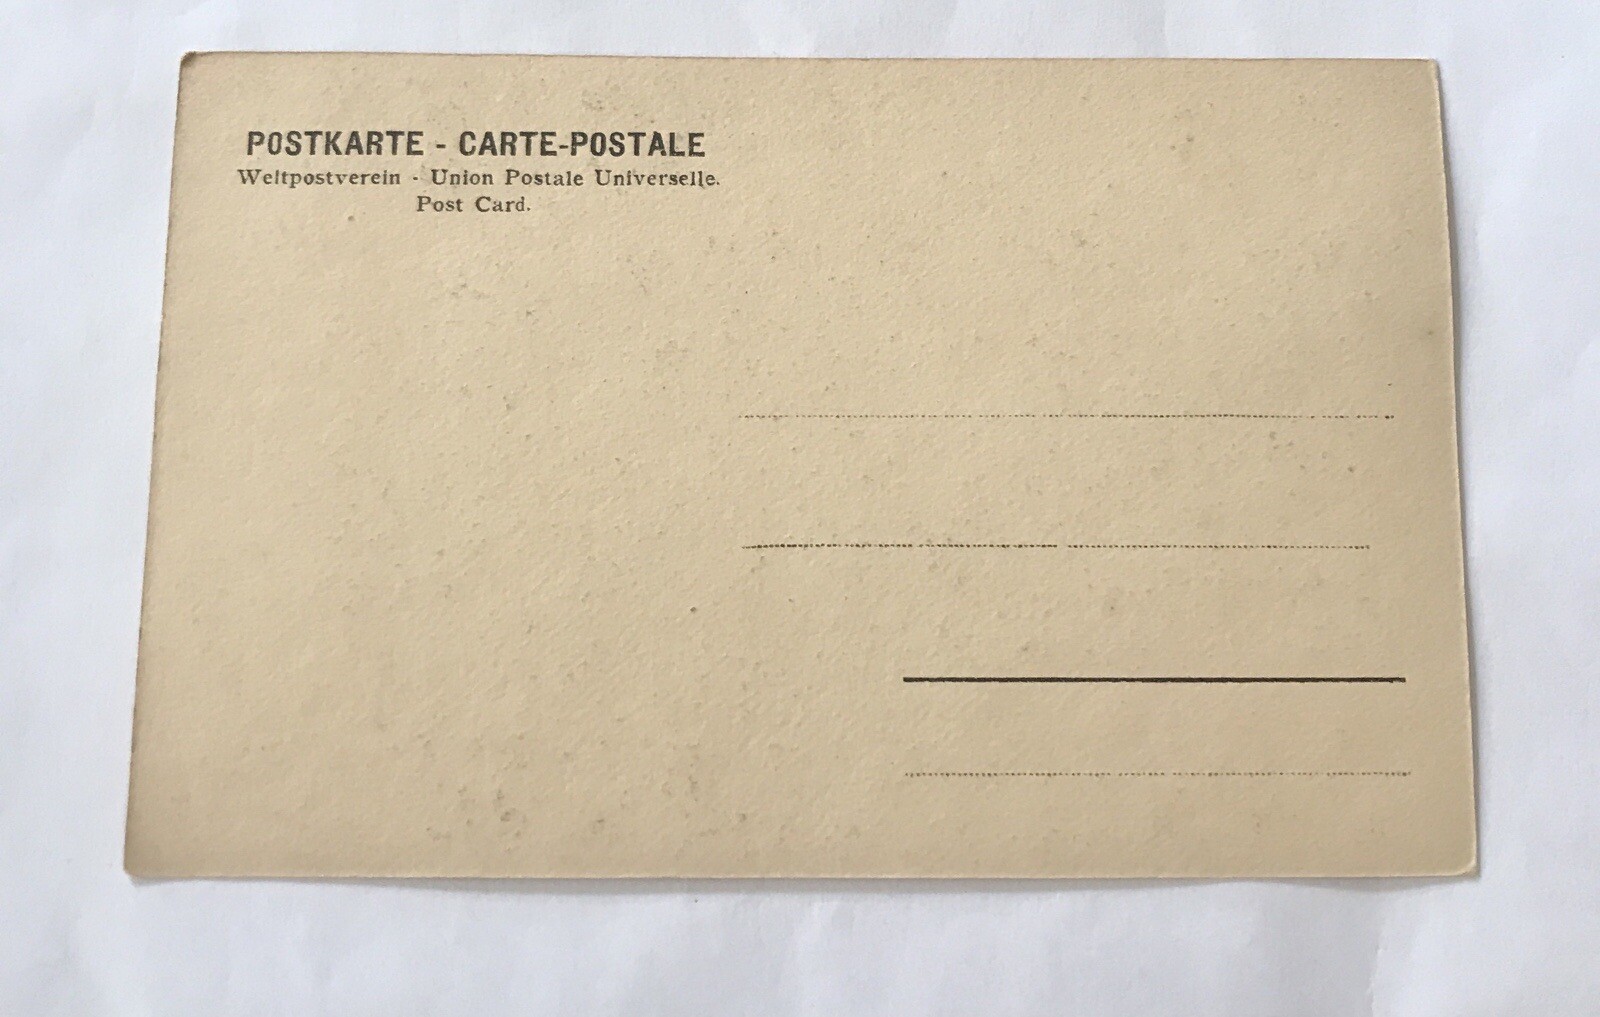 POSTKARTE - CARTE-POSTALE
Weltpostverein - Union Postale Universelle.
Post Card.